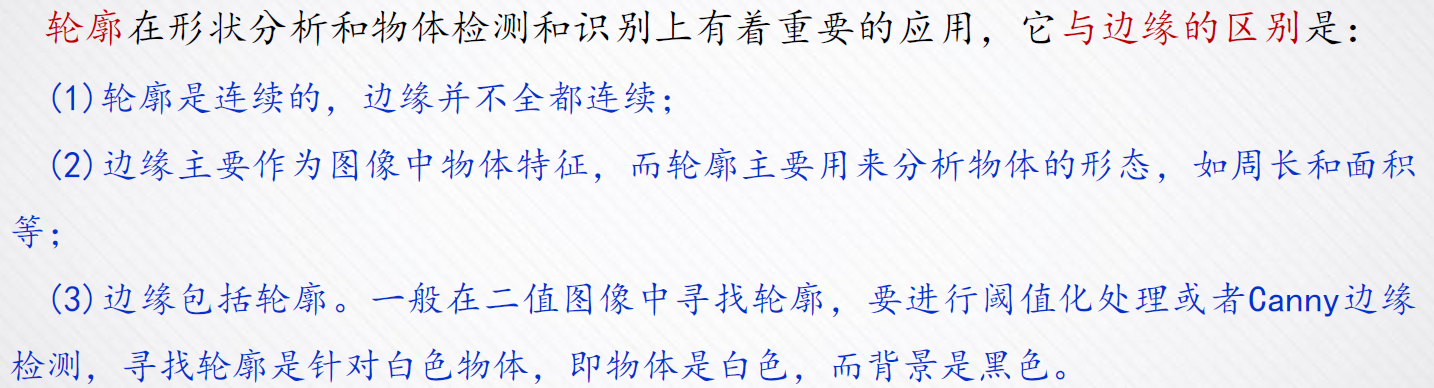 轮廓在形状分析和物体检测和识别上有着重要的应用，它与边缘的区别是：
(1)轮廓是连续的，边缘并不全都连续；
(2)边缘主要作为图像中物体特征，而轮廓主要用来分析物体的形态，如周长和面积
等；
(3)边缘包括轮廓。一般在二值图像中寻找轮廓，要进行阈值化处理或者Canny边缘
检测，寻找轮廓是针对白色物体，即物体是白色，而背景是黑色。